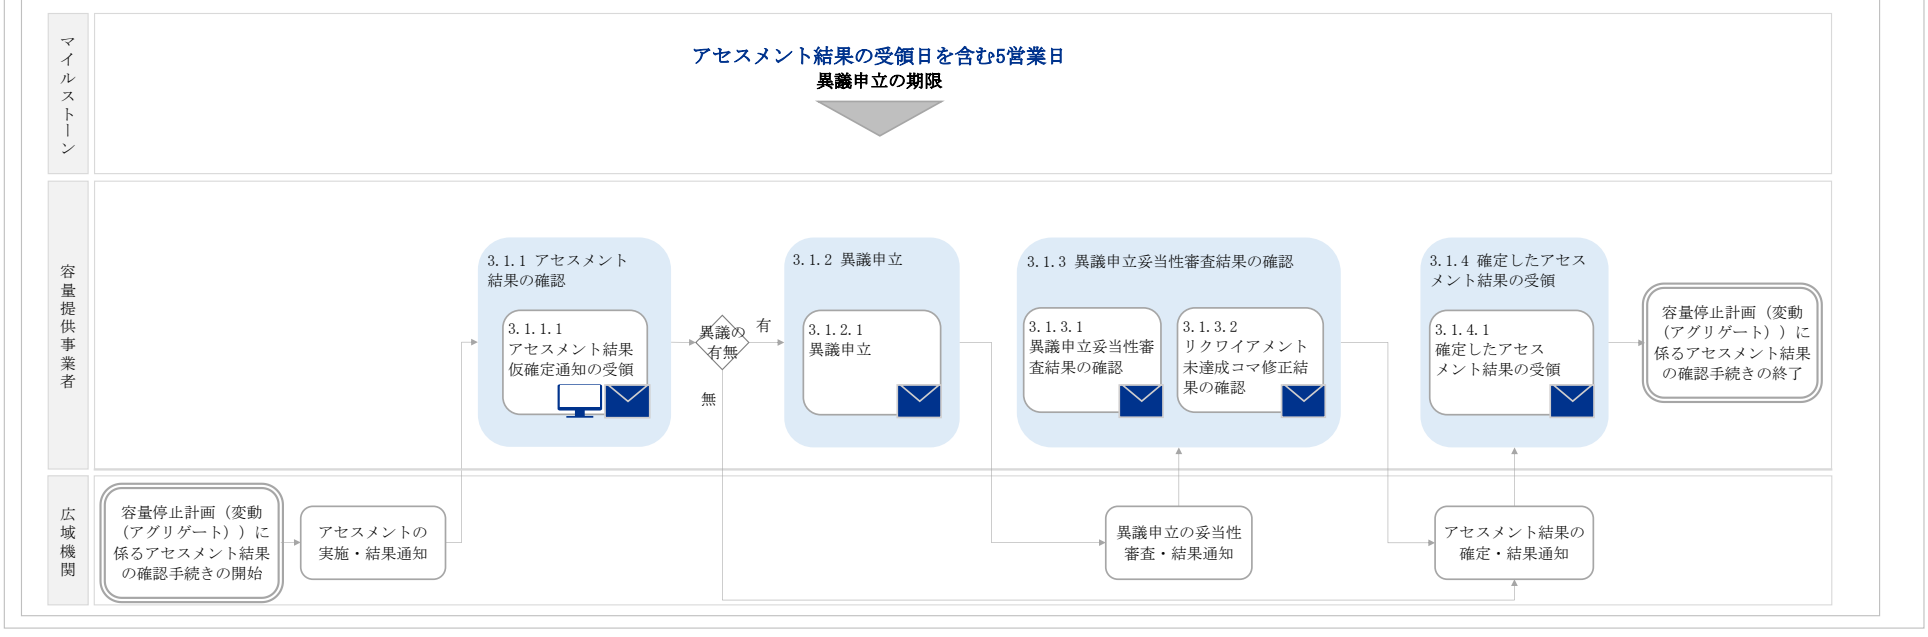 マイルストーン
アセスメント結果の受領日を含む5営業日
異議申立の期限
容量提供事業者
3.1.1 アセスメント
結果の確認
3.1.1.1
アセスメント結果
仮確定通知の受領
異議の
有無
有
無
3.1.2 異議申立
3.1.2.1
異議申立
3.1.3 異議申立妥当性審査結果の確認
3.1.3.1
異議申立妥当性審
査結果の確認
3.1.3.2
リクワイアメント
未達成コマ修正結
果の確認
3.1.4 確定したアセス
メント結果の受領
3.1.4.1
確定したアセス
メント結果の受領
容量停止計画（変動
（アグリゲート））に
係るアセスメント結果
の確認手続きの終了
広域機関
容量停止計画（変動
（アグリゲート））に
係るアセスメント結果
の確認手続きの開始
アセスメントの
実施・結果通知
異議申立の妥当性
審査・結果通知
アセスメント結果の
確定・結果通知